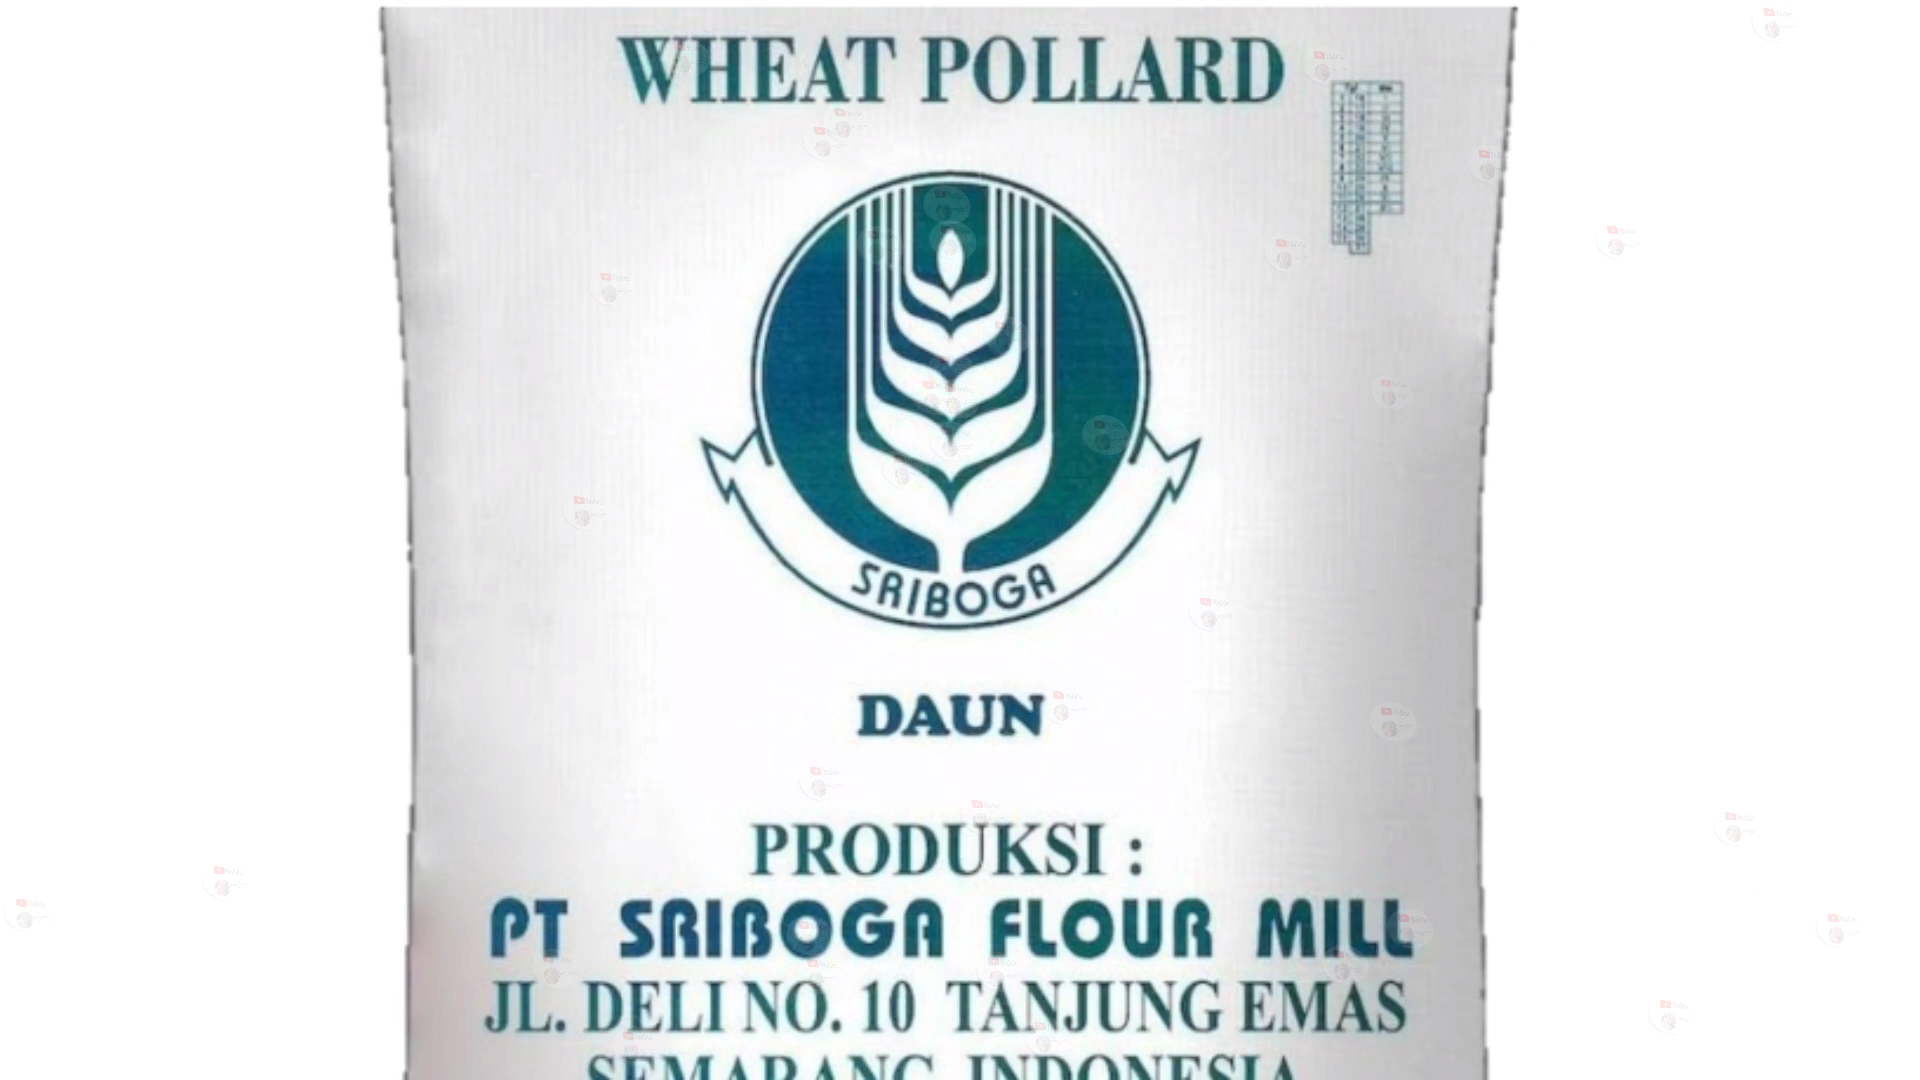 WHEAT POLLARD
SRIBOGA
DAUN
PRODUKSI :
PT SRIBOGA FLOUR MILL
JL. DELI NO. 10 TANJUNG EMAS
SEMARANG, INDONESIA